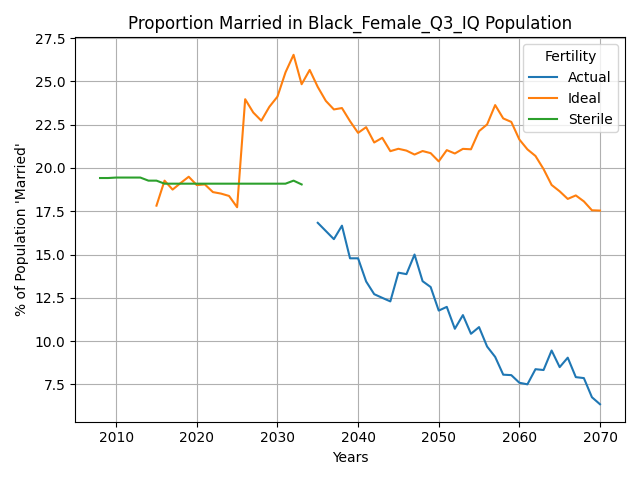 Proportion Married in Black_Female_Q3_IQ Population
% of Population 'Married'
27.5
25.0
22.5
20.0
17.5
15.0
12.5
10.0
7.5
Fertility
Actual
Ideal
Sterile
2010 2020 2030 2040 2050 2060 2070
Years